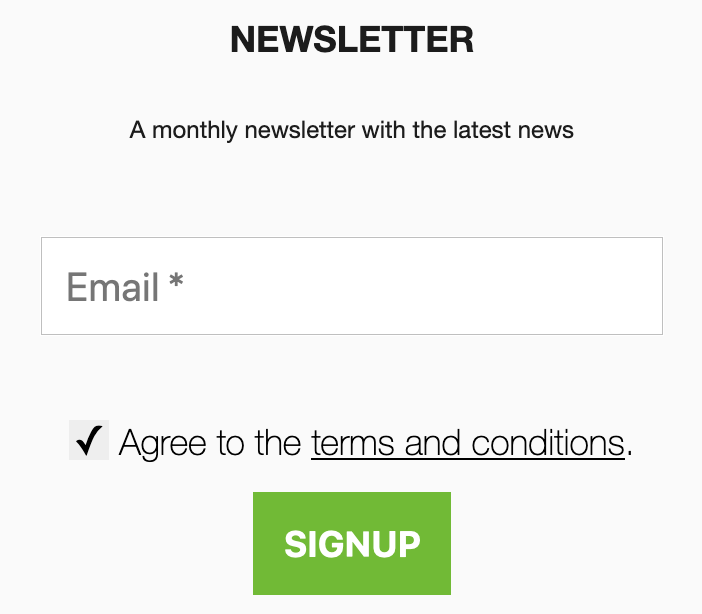 NEWSLETTER
A monthly newsletter with the latest news
Email *
Agree to the terms and conditions.
SIGNUP